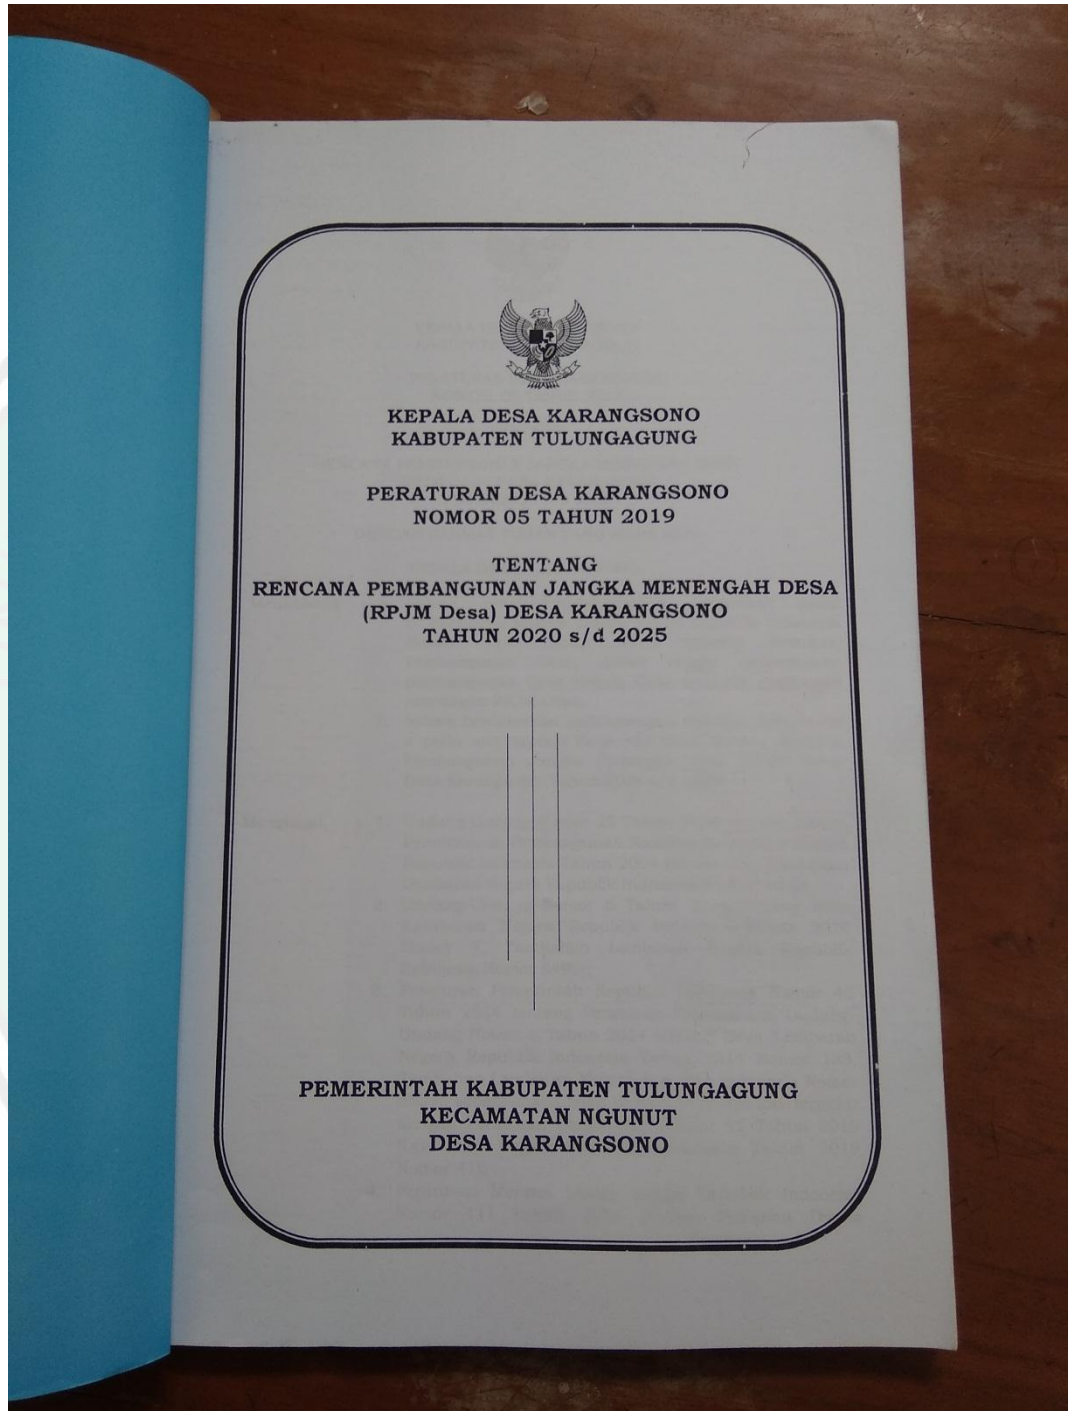 KEPALA DESA KARANGSONO
KABUPATEN TULUNGAGUNG
PERATURAN DESA KARANGSONO
NOMOR 05 TAHUN 2019
TENTANG
RENCANA PEMBANGUNAN JANGKA MENENGAH DESA
(RPJM Desa) DESA KARANGSONO
TAHUN 2020 s/d 2025
PEMERINTAH KABUPATEN TULUNGAGUNG
KECAMATAN NGUNUT
DESA KARANGSONO